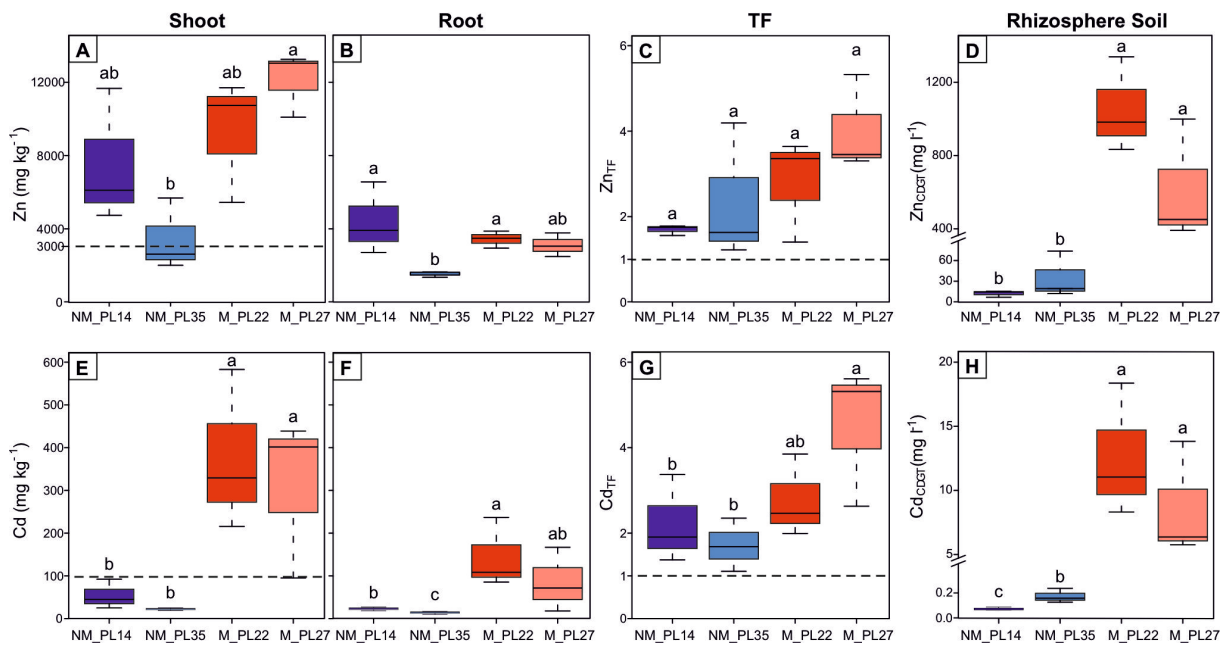 Shoot Root TF Rhizosphere Soil
A
ab
b
ab
a
Zn (mg kg⁻¹)
12000
8000
4000
3000
0
NM_PL14 NM_PL35 M_PL22 M_PL27
B
a
b
a
ab
NM_PL14 NM_PL35 M_PL22 M_PL27
C
a
a
a
a
Zn_TF
6
4
2
1
0
NM_PL14 NM_PL35 M_PL22 M_PL27
D
b
b
a
a
Zn_CDGT (mg l⁻¹)
1200
800
400
60
30
0
NM_PL14 NM_PL35 M_PL22 M_PL27
E
b
b
a
a
Cd (mg kg⁻¹)
600
500
400
300
200
100
0
NM_PL14 NM_PL35 M_PL22 M_PL27
F
b
c
a
ab
NM_PL14 NM_PL35 M_PL22 M_PL27
G
b
b
ab
a
Cd_TF
6
4
2
1
0
NM_PL14 NM_PL35 M_PL22 M_PL27
H
c
b
a
a
Cd_CDGT (mg l⁻¹)
20
15
10
5
0.2
0.0
NM_PL14 NM_PL35 M_PL22 M_PL27